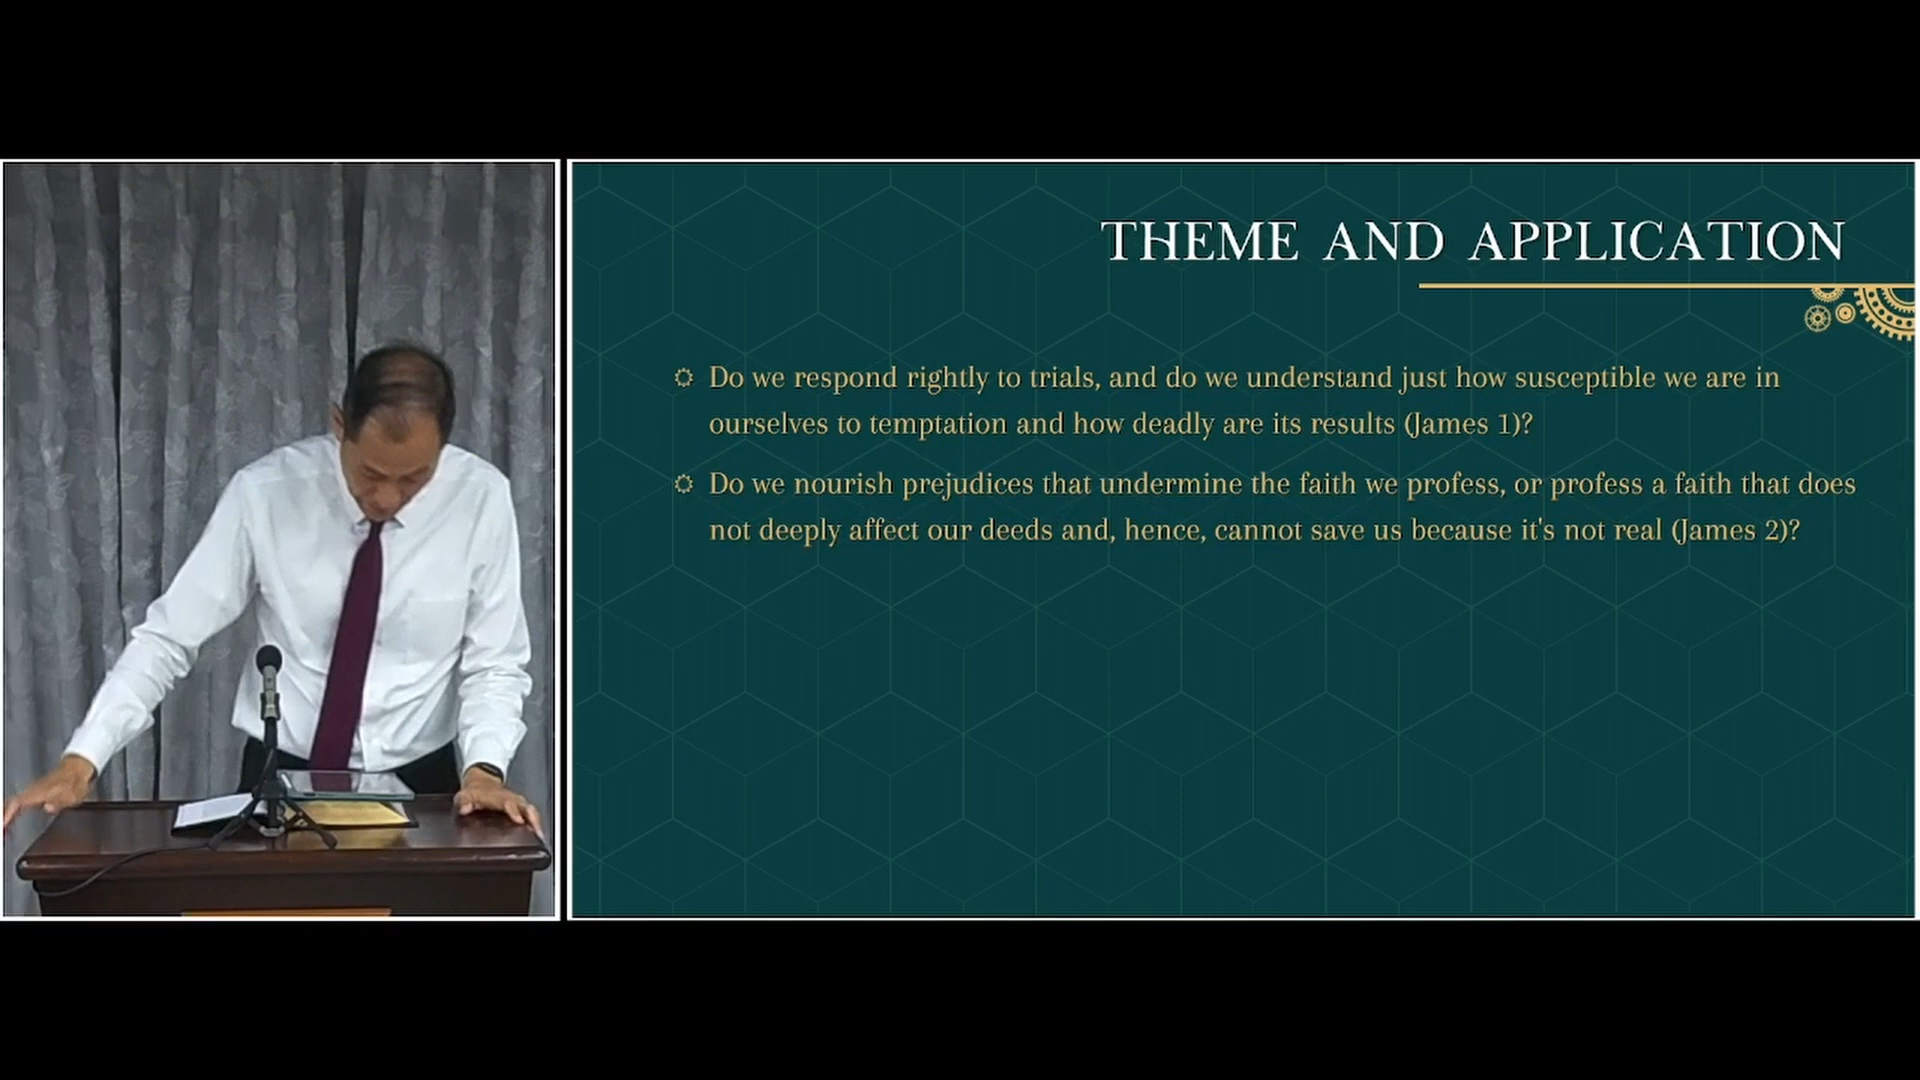 THEME AND APPLICATION
Do we respond rightly to trials, and do we understand just how susceptible we are in
ourselves to temptation and how deadly are its results (James 1)?
Do we nourish prejudices that undermine the faith we profess, or profess a faith that does
not deeply affect our deeds and, hence, cannot save us because it's not real (James 2)?